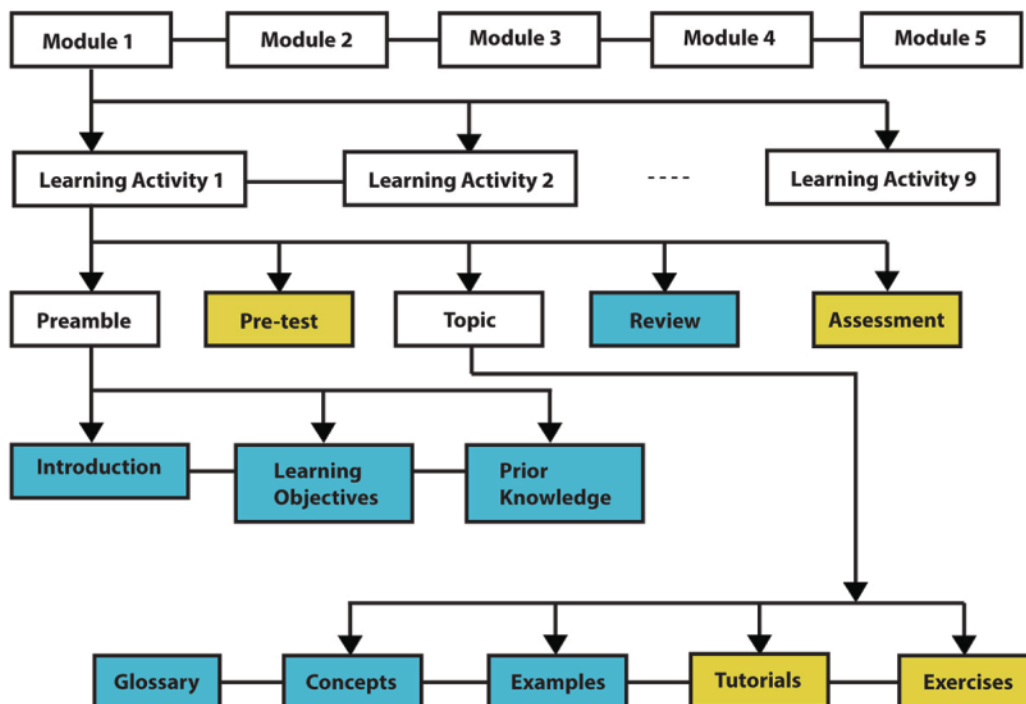 Module 1
Module 2
Module 3
Module 4
Module 5
Learning Activity 1
Learning Activity 2
----
Learning Activity 9
Preamble
Pre-test
Topic
Review
Assessment
Introduction
Learning
Objectives
Prior
Knowledge
Glossary
Concepts
Examples
Tutorials
Exercises